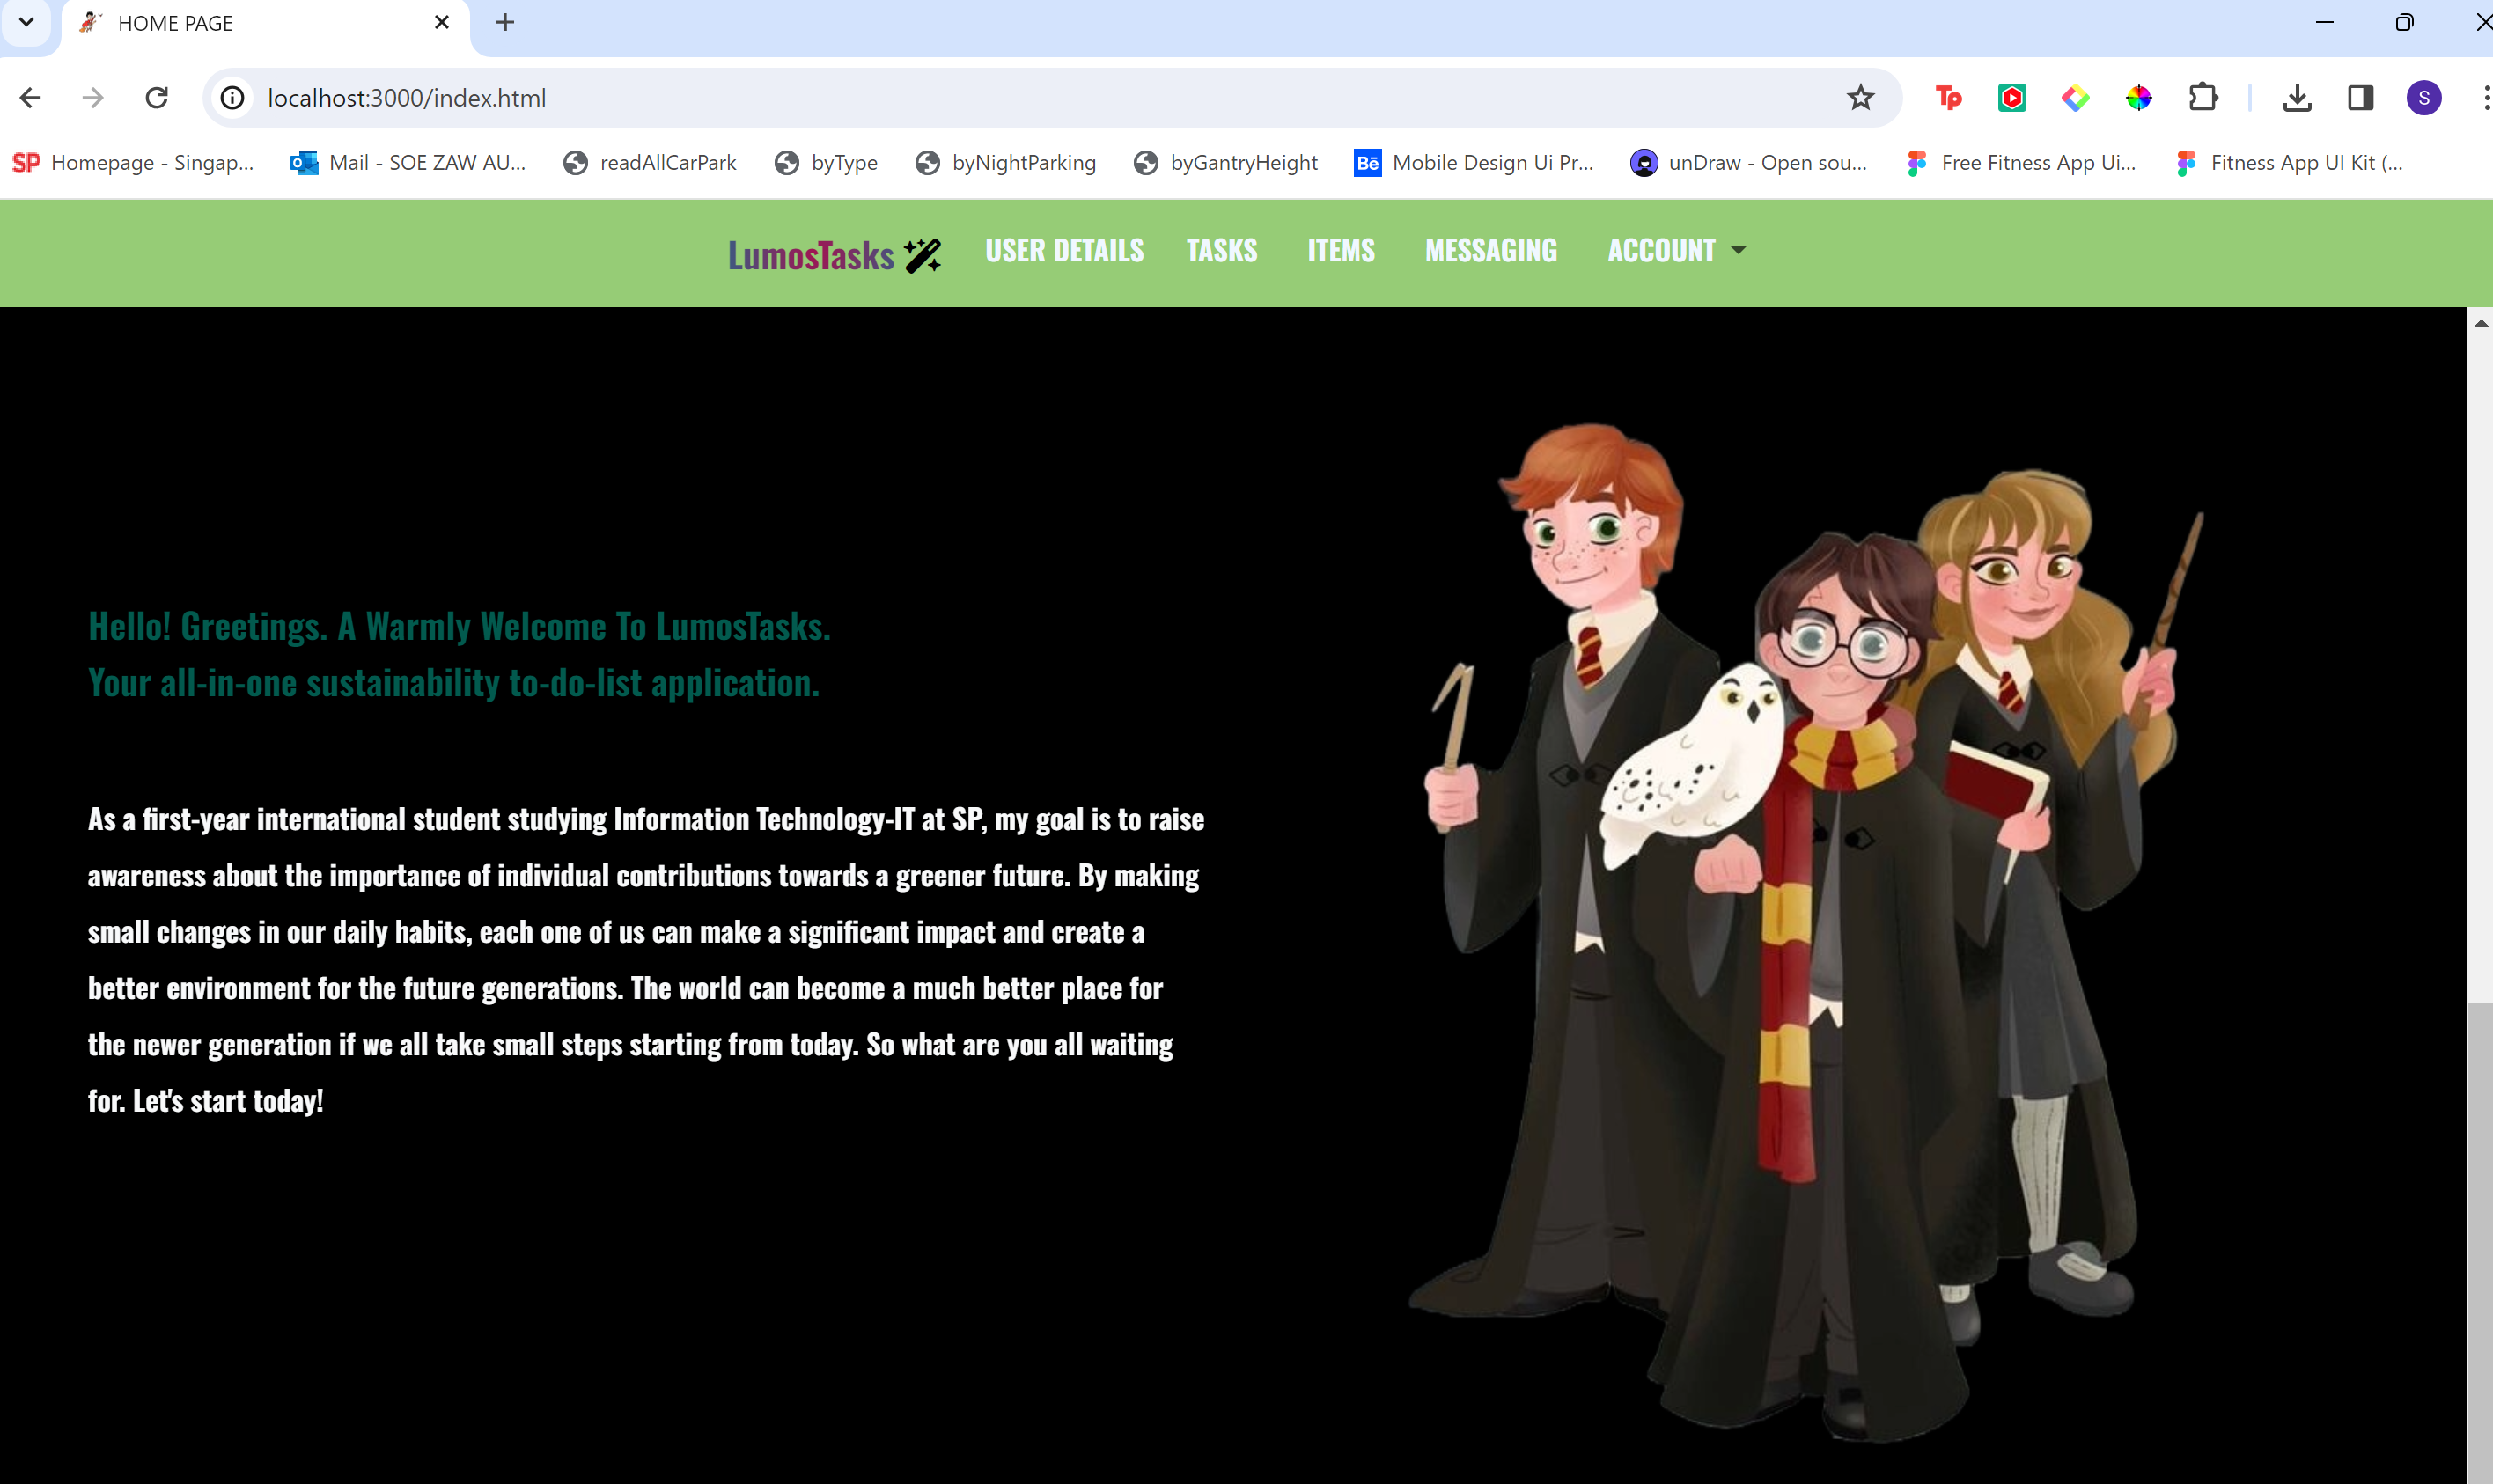 HOME PAGE
localhost:3000/index.html
Tp
S
SP Homepage - Singap...
Mail - SOE ZAW AU...
readAllCarPark
byType
byNightParking
byGantryHeight
Bē Mobile Design Ui Pr...
unDraw - Open sou...
Free Fitness App Ui...
Fitness App UI Kit (...
LumosTasks USER DETAILS TASKS ITEMS MESSAGING ACCOUNT
Hello! Greetings. A Warmly Welcome To LumosTasks.
Your all-in-one sustainability to-do-list application.
As a first-year international student studying Information Technology-IT at SP, my goal is to raise
awareness about the importance of individual contributions towards a greener future. By making
small changes in our daily habits, each one of us can make a significant impact and create a
better environment for the future generations. The world can become a much better place for
the newer generation if we all take small steps starting from today. So what are you all waiting
for. Let's start today!